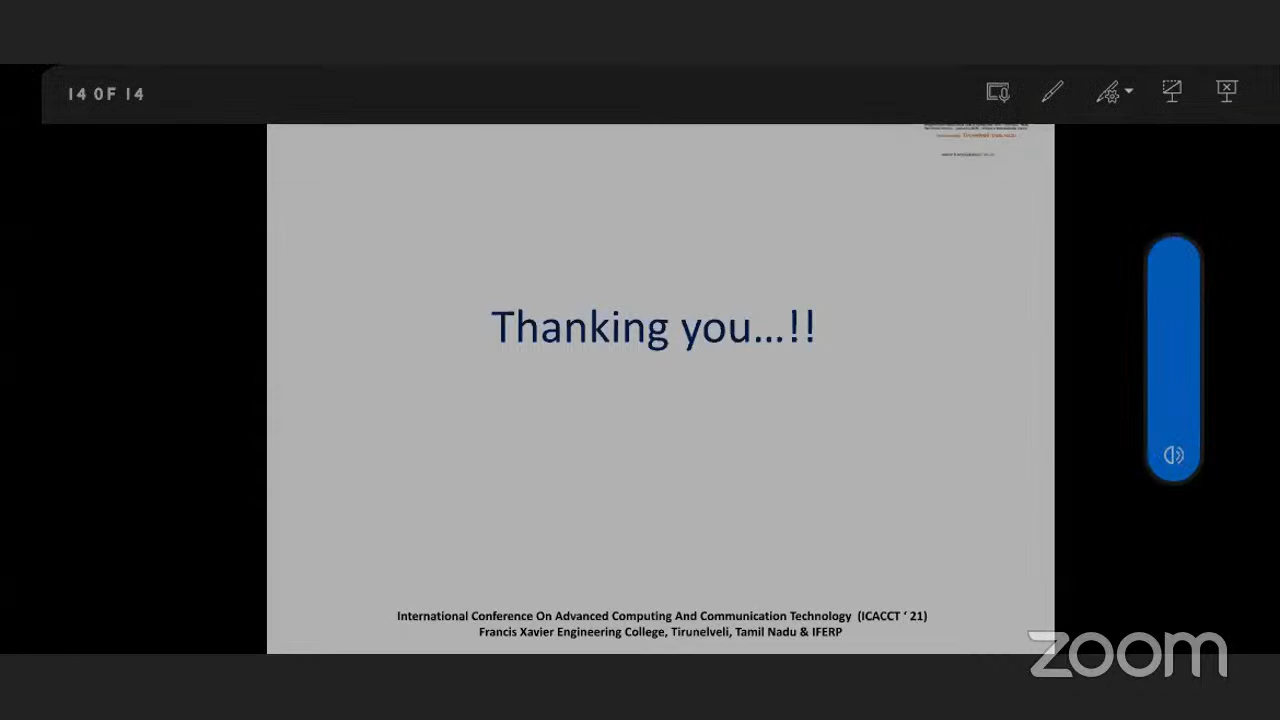 14 OF 14
Thanking you...!!
International Conference On Advanced Computing And Communication Technology (ICACCT ‘ 21)
Francis Xavier Engineering College, Tirunelveli, Tamil Nadu & IFERP
zoom